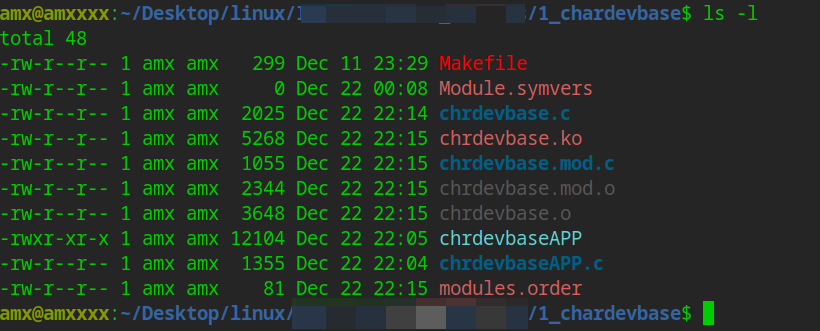 amx@amxxxx:~/Desktop/linux/ /1_chardevbase$ ls -l
total 48
-rw-r--r-- 1 amx amx   299 Dec 11 23:29 Makefile
-rw-r--r-- 1 amx amx     0 Dec 22 00:08 Module.symvers
-rw-r--r-- 1 amx amx  2025 Dec 22 22:14 chrdevbase.c
-rw-r--r-- 1 amx amx  5268 Dec 22 22:15 chrdevbase.ko
-rw-r--r-- 1 amx amx  1055 Dec 22 22:15 chrdevbase.mod.c
-rw-r--r-- 1 amx amx  2344 Dec 22 22:15 chrdevbase.mod.o
-rw-r--r-- 1 amx amx  3648 Dec 22 22:15 chrdevbase.o
-rwxr-xr-x 1 amx amx 12104 Dec 22 22:05 chrdevbaseAPP
-rw-r--r-- 1 amx amx  1355 Dec 22 22:04 chrdevbaseAPP.c
-rw-r--r-- 1 amx amx    81 Dec 22 22:15 modules.order
amx@amxxxx:~/Desktop/linux/ /1_chardevbase$